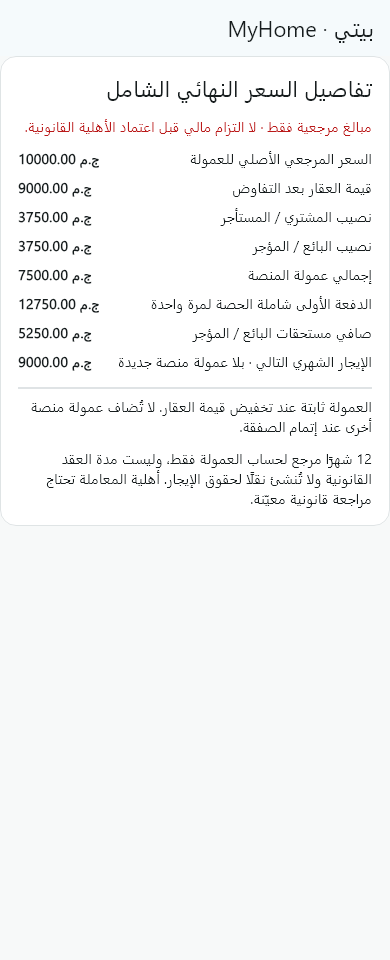 بيتي · MyHome
تفاصيل السعر النهائي الشامل
مبالغ مرجعية فقط · لا التزام مالي قبل اعتماد الأهلية القانونية.
السعر المرجعي الأصلي للعمولة 10000.00 ج.م
قيمة العقار بعد التفاوض 9000.00 ج.م
نصيب المشتري / المستأجر 3750.00 ج.م
نصيب البائع / المؤجر 3750.00 ج.م
إجمالي عمولة المنصة 7500.00 ج.م
الدفعة الأولى شاملة الحصة لمرة واحدة 12750.00 ج.م
صافي مستحقات البائع / المؤجر 5250.00 ج.م
الإيجار الشهري التالي · بلا عمولة منصة جديدة 9000.00 ج.م
العمولة ثابتة عند تخفيض قيمة العقار. لا تُضاف عمولة منصة
أخرى عند إتمام الصفقة.
12 شهرًا مرجع لحساب العمولة فقط، وليست مدة العقد
القانونية ولا تُنشئ نقلًا لحقوق الإيجار. أهلية المعاملة تحتاج
مراجعة قانونية معيّنة.